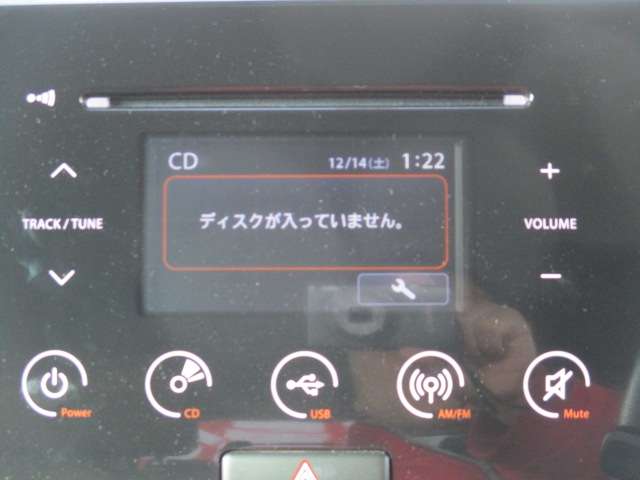 CD 12/14(土) 1:22
ディスクが入っていません。
TRACK/TUNE
VOLUME
Power
CD
USB
AM/FM
Mute